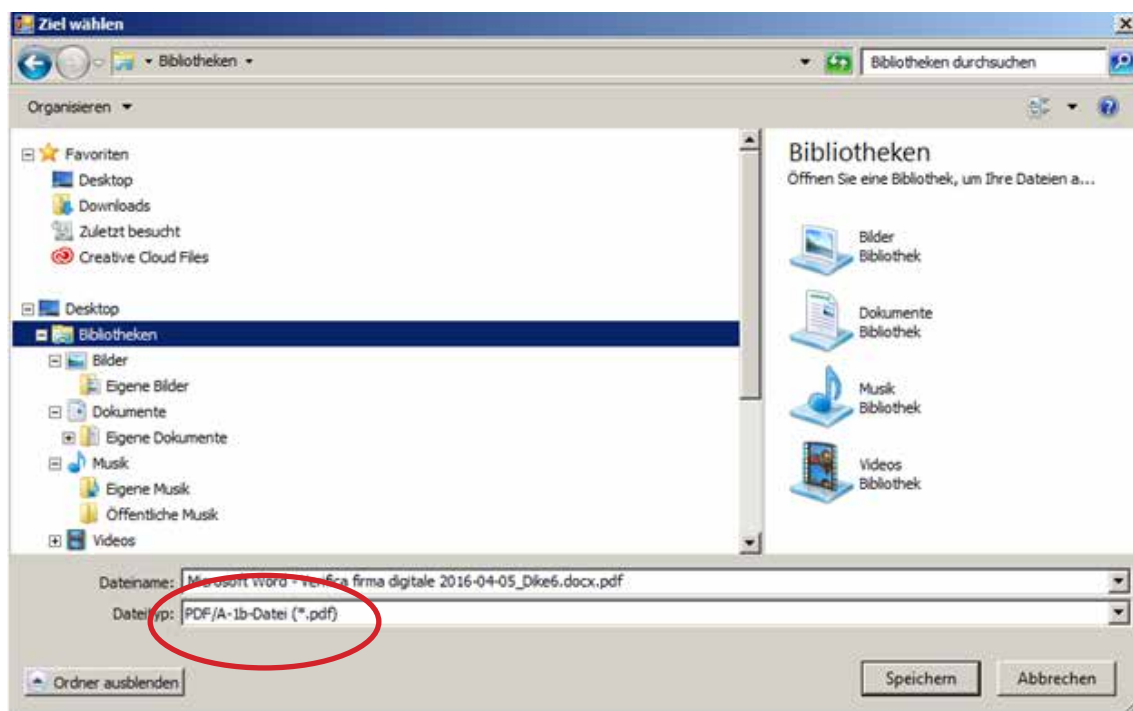 Ziel wählen
Bibliotheken
Bibliotheken durchsuchen
Organisieren
Favoriten
Desktop
Downloads
Zuletzt besucht
Creative Cloud Files
Desktop
Bibliotheken
Bilder
Eigene Bilder
Dokumente
Eigene Dokumente
Musik
Eigene Musik
Öffentliche Musik
Videos
Bibliotheken
Öffnen Sie eine Bibliothek, um Ihre Dateien a...
Bilder
Bibliothek
Dokumente
Bibliothek
Musik
Bibliothek
Videos
Bibliothek
Dateiname: Microsoft Word - Verifica firma digitale 2016-04-05_Dike6.docx.pdf
Dateityp: PDF/A-1b-Datei (*.pdf)
Ordner ausblenden
Speichern
Abbrechen